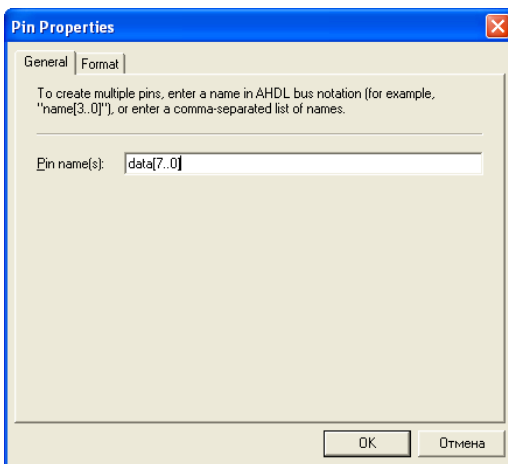 Pin Properties
General Format
To create multiple pins, enter a name in AHDL bus notation (for example,
"name[3..0]"), or enter a comma-separated list of names.
Pin name(s): data[7..0]
OK Отмена